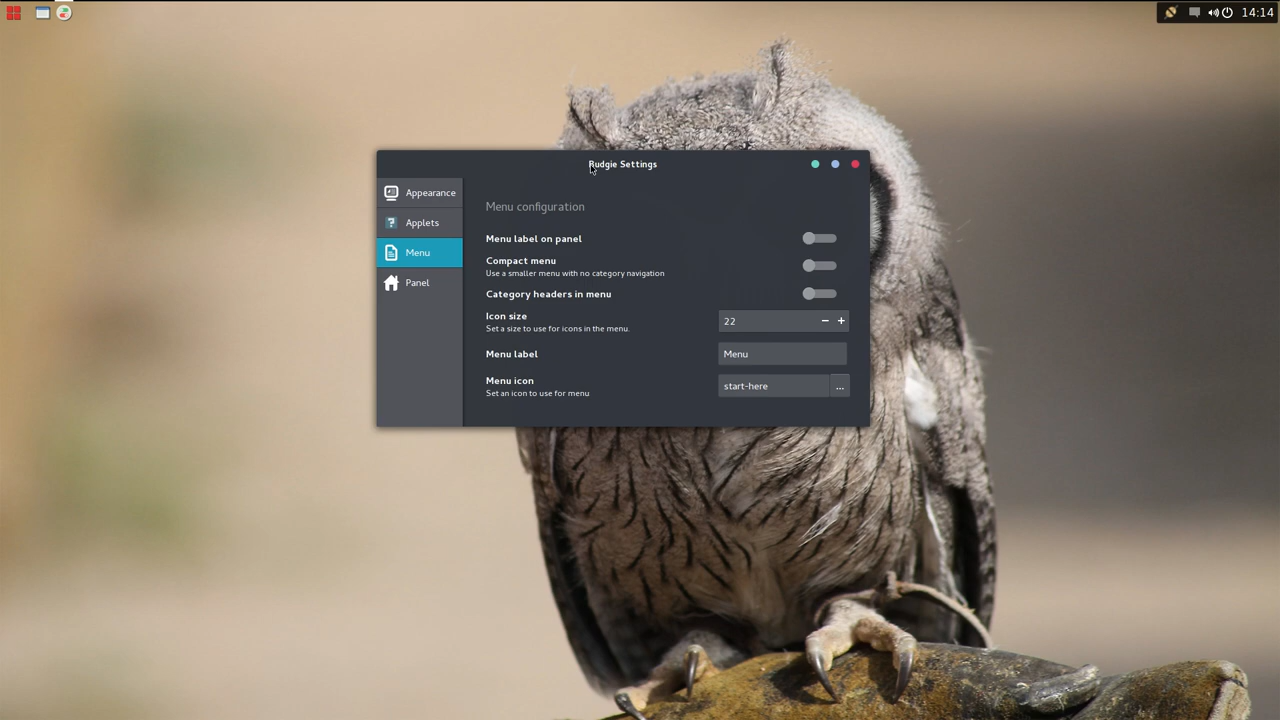 14:14
Budgie Settings
Appearance
Applets
Menu
Panel
Menu configuration
Menu label on panel
Compact menu
Use a smaller menu with no category navigation
Category headers in menu
Icon size
Set a size to use for icons in the menu.
22 − +
Menu label
Menu
Menu icon
Set an icon to use for menu
start-here ...